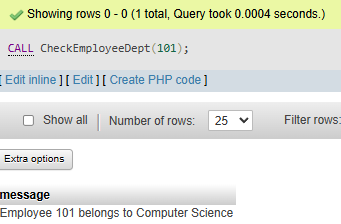 Showing rows 0 - 0 (1 total, Query took 0.0004 seconds.)
CALL CheckEmployeeDept(101);
[ Edit inline ] [ Edit ] [ Create PHP code ]
Show all Number of rows: 25 Filter rows:
Extra options
message
Employee 101 belongs to Computer Science